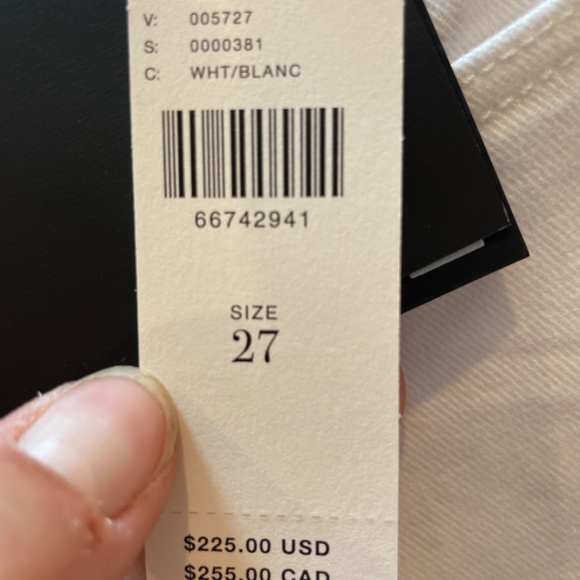 V: 005727
S: 0000381
C: WHT/BLANC
66742941
SIZE
27
$225.00 USD
$255.00 CAD